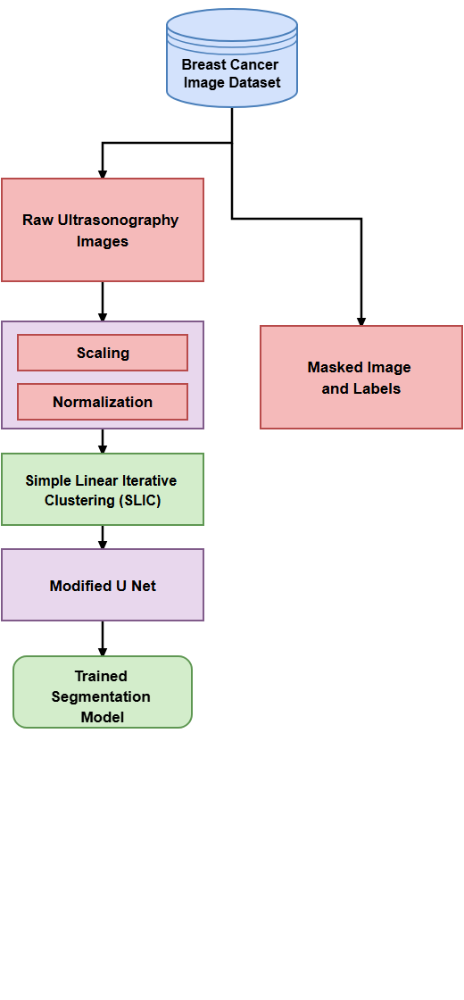 Breast Cancer
Image Dataset
Raw Ultrasonography
Images
Scaling
Normalization
Masked Image
and Labels
Simple Linear Iterative
Clustering (SLIC)
Modified U Net
Trained
Segmentation
Model